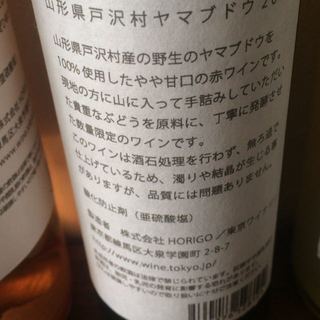 山形県戸沢村ヤマブドウ 20
山形県戸沢村産の野生のヤマブドウを
100%使用したやや甘口の赤ワインです。
現地の方に山に入って手詰みしていただい
た貴重なぶどうを原料に、丁寧に発酵させ
た数量限定のワインです。
このワインは酒石処理を行わず、無ろ過で
仕上げているため、濁りや結晶が生じる事
がありますが、品質には問題ありません。
酸化防止剤（亜硫酸塩）
製造者 株式会社 HORIGO／東京ワイナ
東京都練馬区大泉学園町 2-8-7
http://www.wine.tokyo.jp/